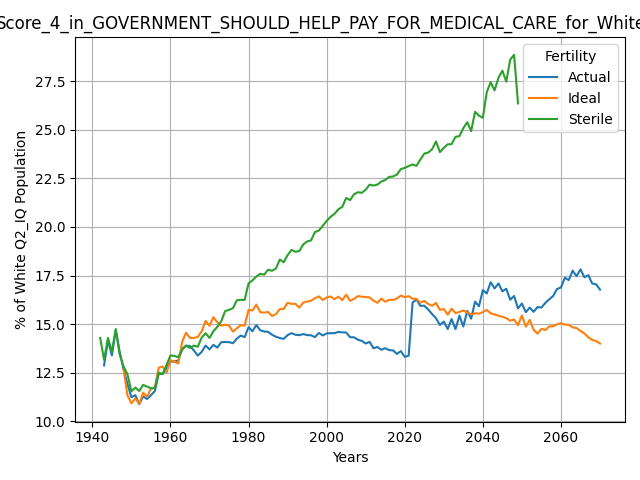 Score_4_in_GOVERNMENT_SHOULD_HELP_PAY_FOR_MEDICAL_CARE_for_White
Fertility
Actual
Ideal
Sterile
% of White Q2_IQ Population
27.5
25.0
22.5
20.0
17.5
15.0
12.5
10.0
1940 1960 1980 2000 2020 2040 2060
Years